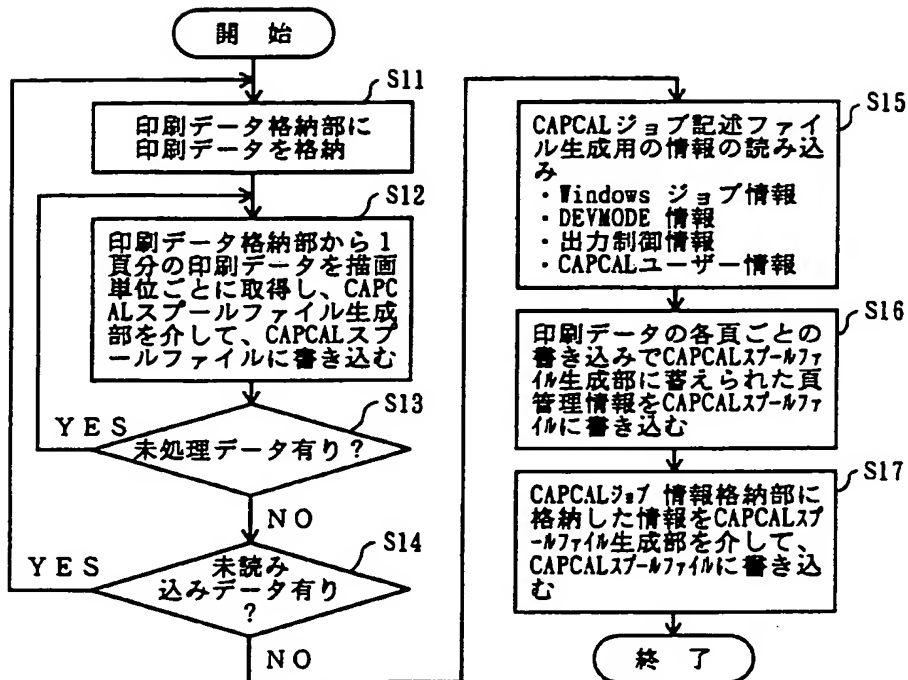 開 始
S11
印刷データ格納部に
印刷データを格納
S12
印刷データ格納部から1
頁分の印刷データを描画
単位ごとに取得し、CAPC
ALスプールファイル生成
部を介して、CAPCALスプ
ールファイルに書き込む
S13
YES
未処理データ有り?
NO
S14
YES
未読み
込みデータ有り
?
NO
S15
CAPCALジョブ記述ファイ
ル生成用の情報の読み込
み
・Windows ジョブ情報
・DEVMODE 情報
・出力制御情報
・CAPCALユーザー情報
S16
印刷データの各頁ごとの
書き込みでCAPCALスプールファ
イル生成部に蓄えられた頁
管理情報をCAPCALスプールファ
イルに書き込む
S17
CAPCALジョブ 情報格納部に
格納した情報をCAPCALスプ
ールファイル生成部を介して、
CAPCALスプールファイルに書き込
む
終 了